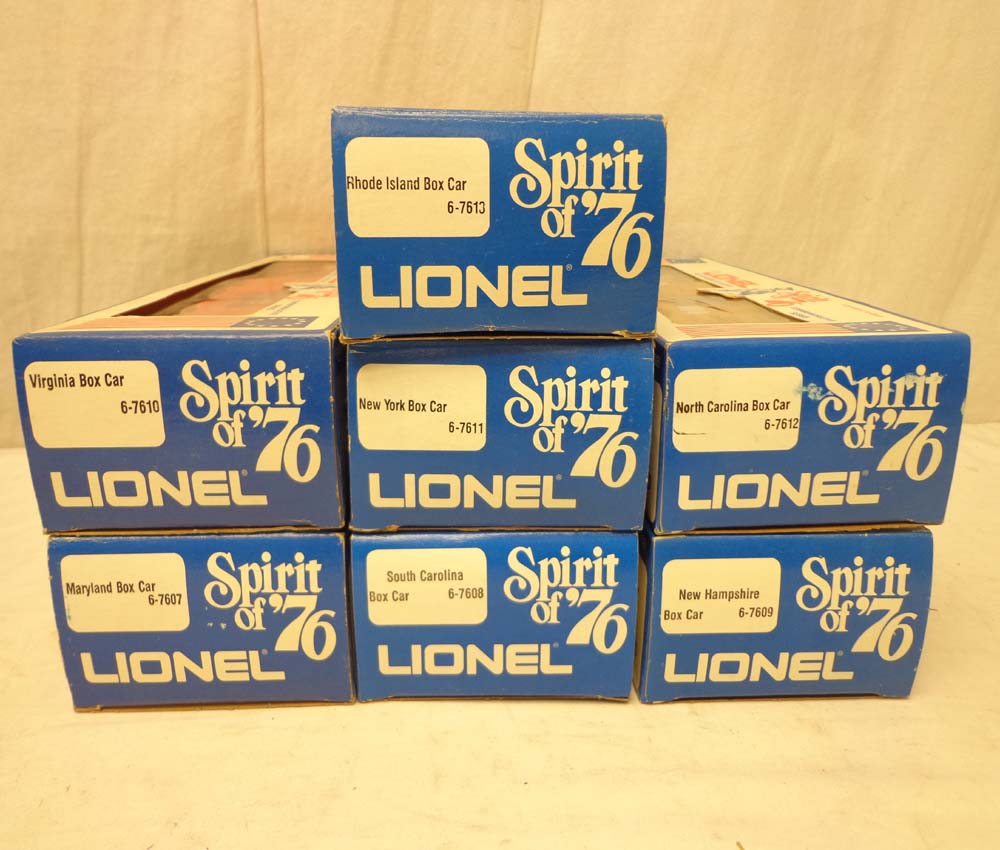 Rhode Island Box Car
6-7613
Spirit
of '76
LIONEL
Virginia Box Car
6-7610
Spirit
of '76
LIONEL
New York Box Car
6-7611
Spirit
of '76
LIONEL
North Carolina Box Car
6-7612
Spirit
of '76
LIONEL
Maryland Box Car
6-7607
Spirit
of '76
LIONEL
South Carolina
Box Car 6-7608
Spirit
of '76
LIONEL
New Hampshire
Box Car 6-7609
Spirit
of '76
LIONEL